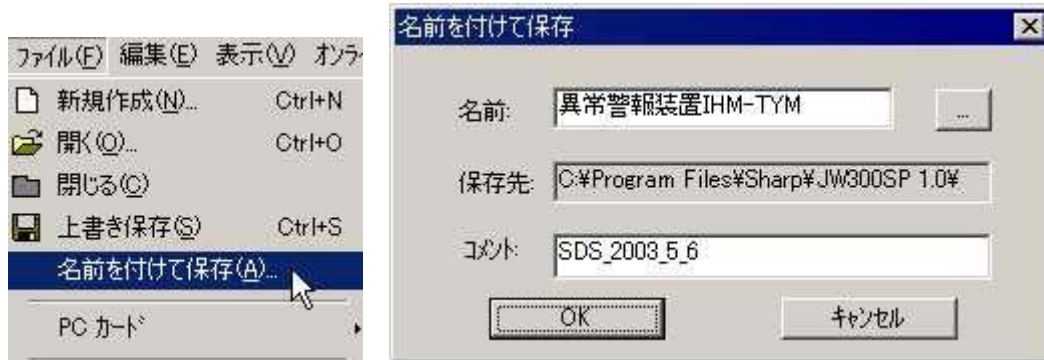 ファイル(F) 編集(E) 表示(V) オンライ
新規作成(N)... Ctrl+N
開く(O)... Ctrl+O
閉じる(C)
上書き保存(S) Ctrl+S
名前を付けて保存(A)...
PC カード
名前を付けて保存
名前: 異常警報装置IHM-TYM ...
保存先: C:¥Program Files¥Sharp¥JW300SP 1.0¥
コメント: SDS_2003_5_6
OK キャンセル